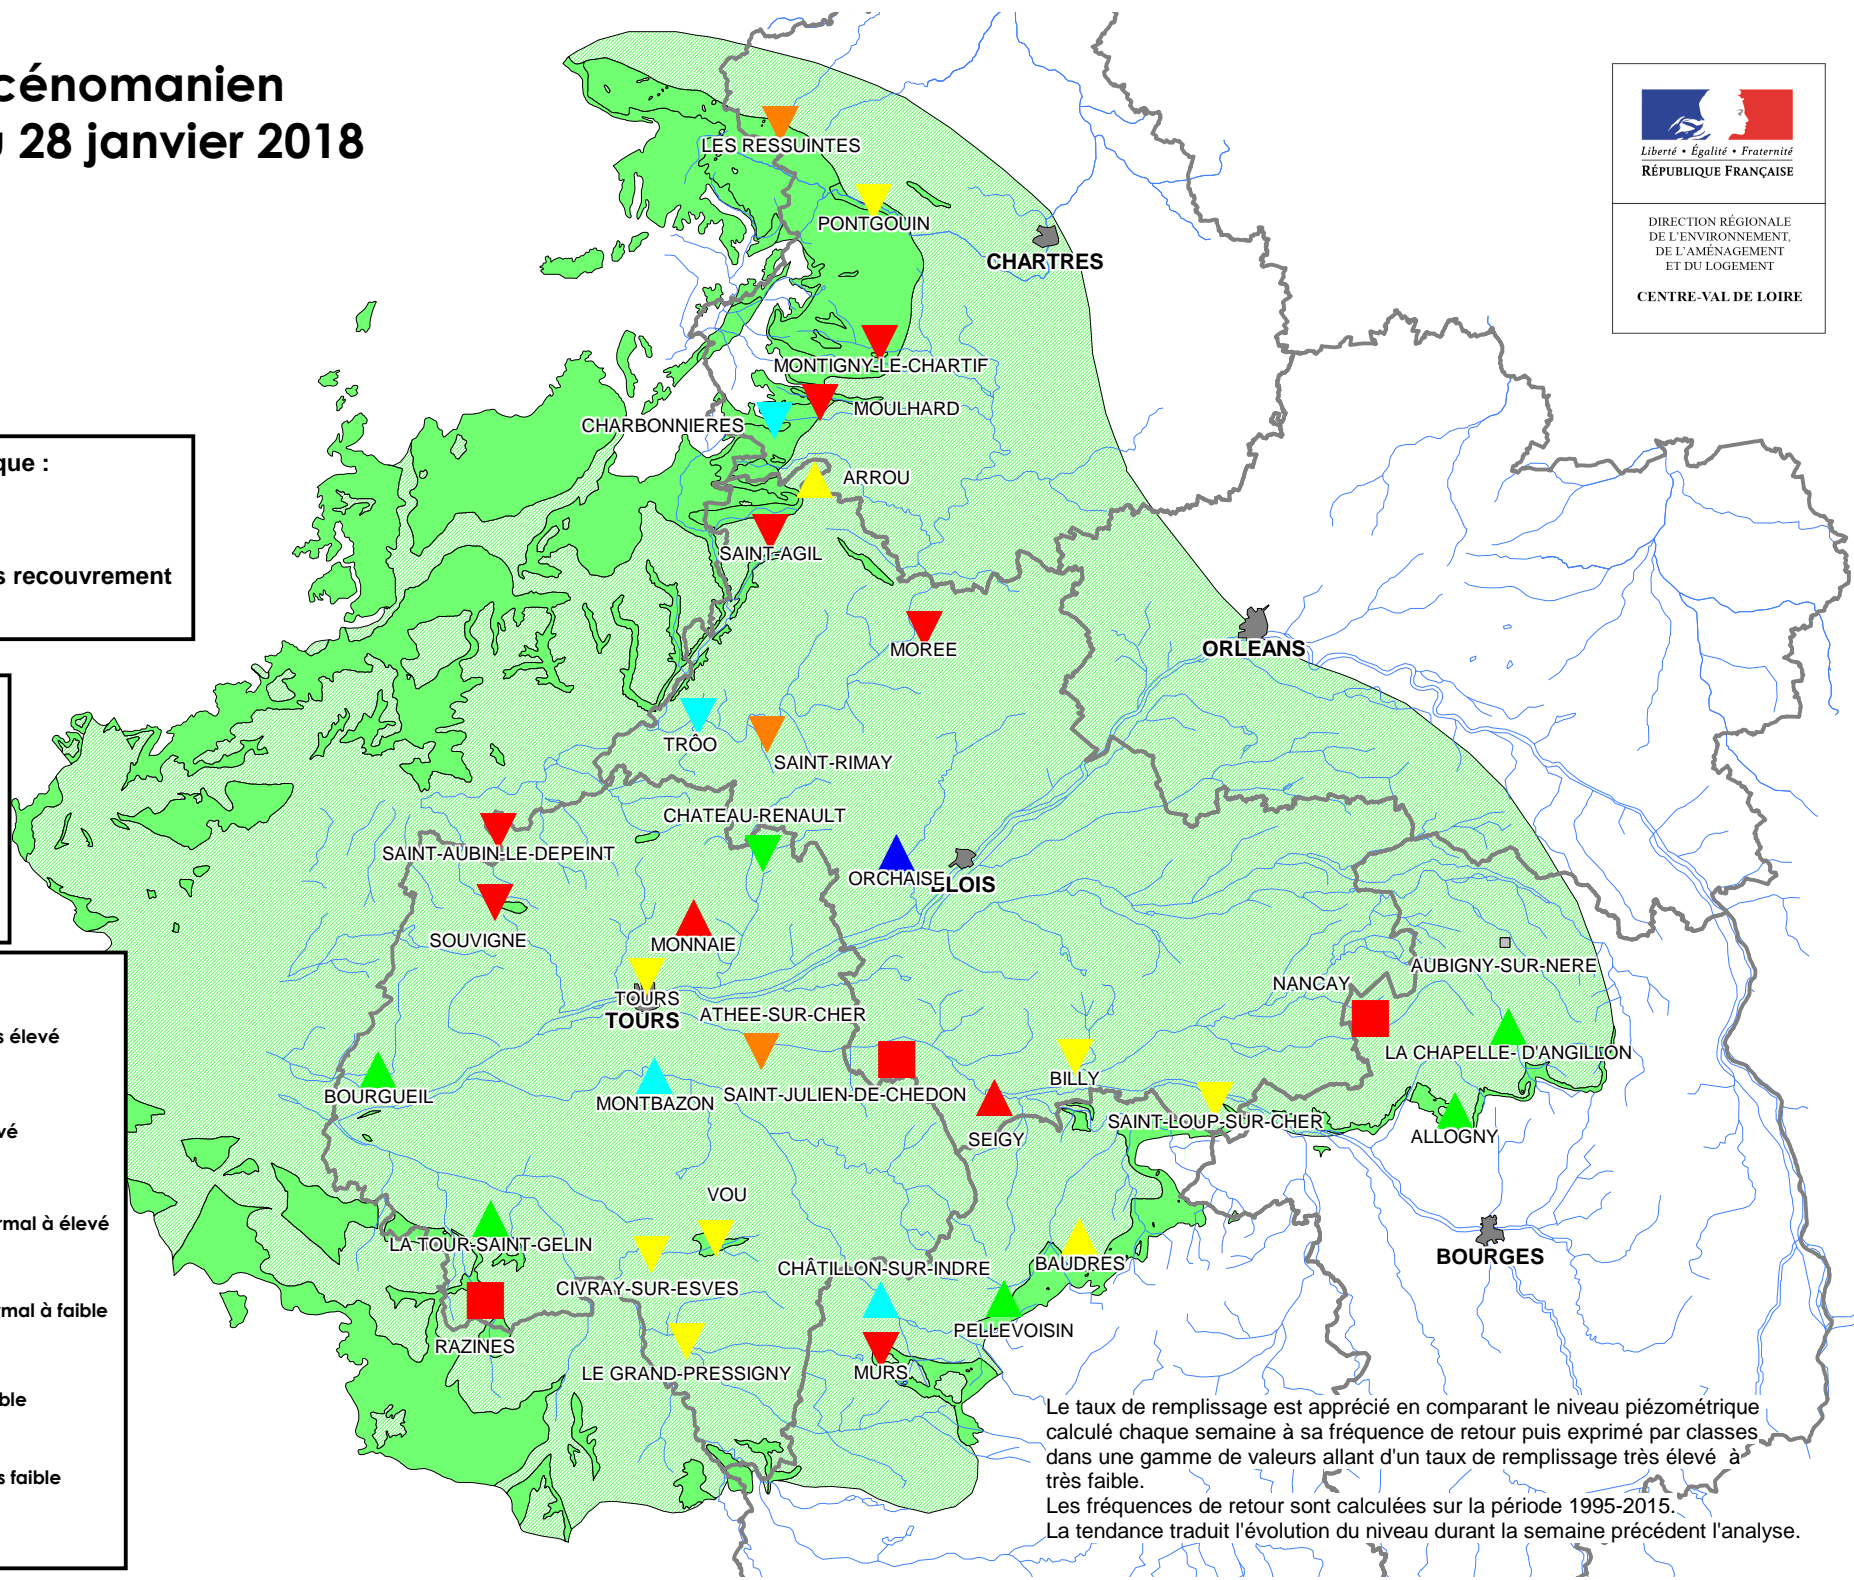 cénomanien
28 janvier 2018
Liberté • Égalité • Fraternité
RÉPUBLIQUE FRANÇAISE
DIRECTION RÉGIONALE
DE L'ENVIRONNEMENT,
DE L'AMÉNAGEMENT
ET DU LOGEMENT
CENTRE-VAL DE LOIRE
LES RESSUINTES
PONTGOUIN
CHARTRES
MONTIGNY-LE-CHARTIF
MOULHARD
CHARBONNIERES
que :
ARROU
SAINT-AGIL
s recouvrement
MOREE
ORLEANS
TRÔO
SAINT-RIMAY
CHATEAU-RENAULT
SAINT-AUBIN-LE-DEPEINT
ORCHAISE
BLOIS
SOUVIGNE
MONNAIE
AUBIGNY-SUR-NERE
NANCAY
TOURS
TOURS
ATHEE-SUR-CHER
s élevé
LA CHAPELLE- D'ANGILLON
BILLY
BOURGUEIL
MONTBAZON
SAINT-JULIEN-DE-CHEDON
SAINT-LOUP-SUR-CHER
vé
SEIGY
ALLOGNY
VOU
rmal à élevé
LA TOUR-SAINT-GELIN
BOURGES
BAUDRES
CHÂTILLON-SUR-INDRE
CIVRAY-SUR-ESVES
rmal à faible
PELLEVOISIN
RAZINES
LE GRAND-PRESSIGNY
MURS
ble
s faible
Le taux de remplissage est apprécié en comparant le niveau piézométrique
calculé chaque semaine à sa fréquence de retour puis exprimé par classes
dans une gamme de valeurs allant d'un taux de remplissage très élevé à
très faible.
Les fréquences de retour sont calculées sur la période 1995-2015.
La tendance traduit l'évolution du niveau durant la semaine précédent l'analyse.